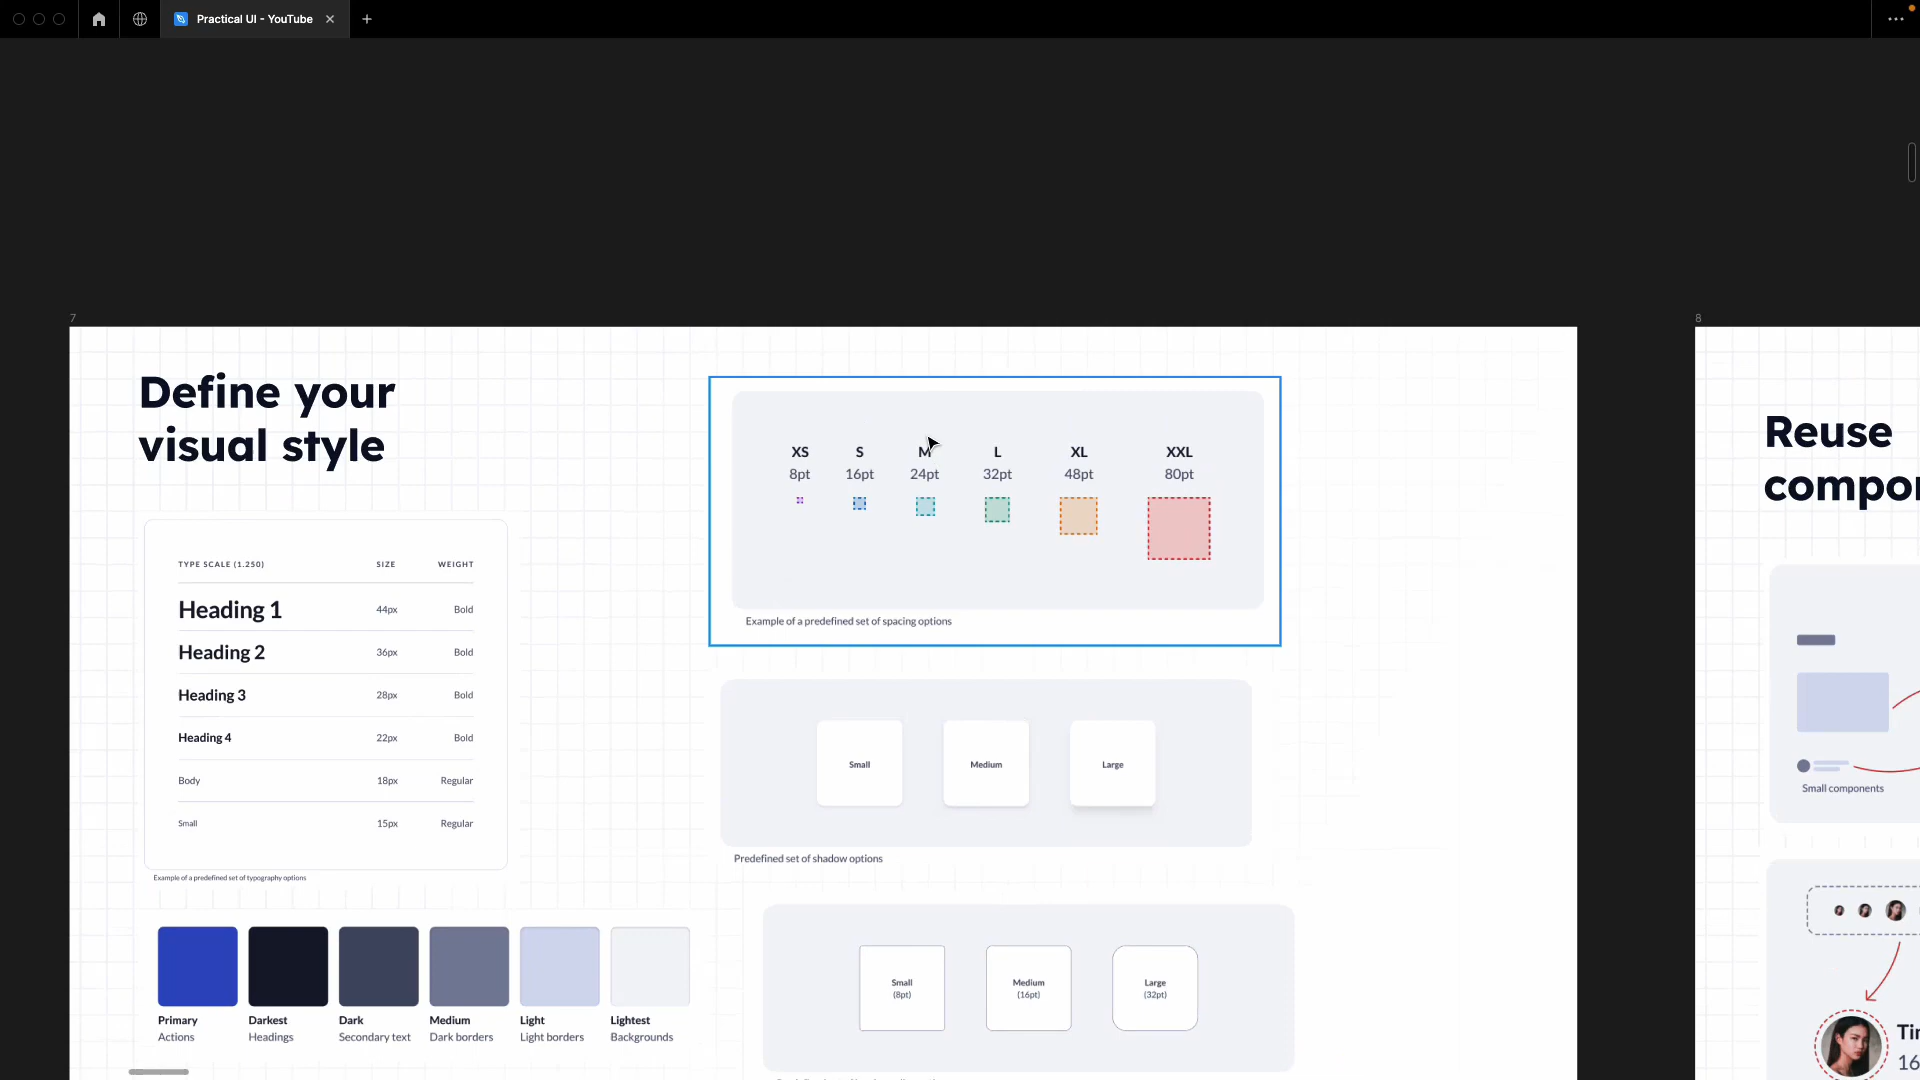 Practical UI - YouTube
7
8
Define your
visual style
TYPE SCALE (1.250) SIZE WEIGHT
Heading 1 44px Bold
Heading 2 36px Bold
Heading 3 28px Bold
Heading 4 22px Bold
Body 18px Regular
Small 15px Regular
Example of a predefined set of typography options
Primary Darkest Dark Medium Light Lightest
Actions Headings Secondary text Dark borders Light borders Backgrounds
XS S M L XL XXL
8pt 16pt 24pt 32pt 48pt 80pt
Example of a predefined set of spacing options
Small Medium Large
Predefined set of shadow options
Small Medium Large
(8pt) (16pt) (32pt)
Reuse
compon
Small components
Tin
16